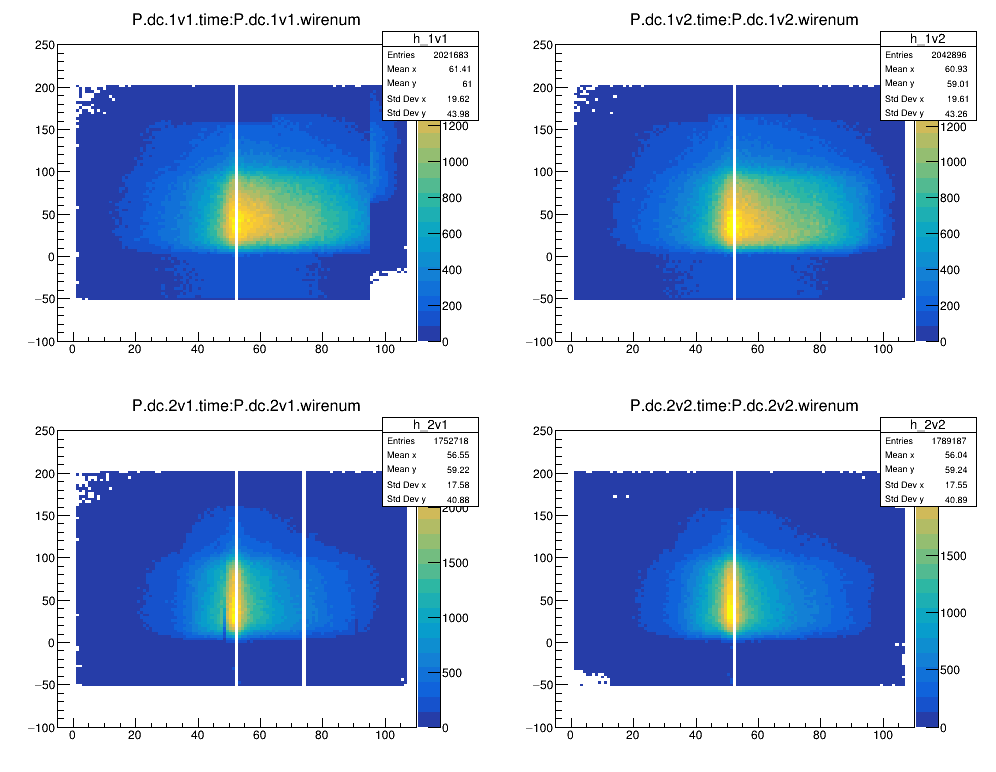 P.dc.1v1.time:P.dc.1v1.wirenum
h_1v1
Entries 2021683
Mean x 61.41
Mean y 61
Std Dev x 19.62
Std Dev y 43.98
250
200
150
100
50
0
−50
−100
0 20 40 60 80 100
1200
1000
800
600
400
200
0
P.dc.1v2.time:P.dc.1v2.wirenum
h_1v2
Entries 2042896
Mean x 60.93
Mean y 59.01
Std Dev x 19.61
Std Dev y 43.26
250
200
150
100
50
0
−50
−100
0 20 40 60 80 100
1200
1000
800
600
400
200
0
P.dc.2v1.time:P.dc.2v1.wirenum
h_2v1
Entries 1752718
Mean x 56.55
Mean y 59.22
Std Dev x 17.58
Std Dev y 40.88
250
200
150
100
50
0
−50
−100
0 20 40 60 80 100
2000
1500
1000
500
0
P.dc.2v2.time:P.dc.2v2.wirenum
h_2v2
Entries 1789187
Mean x 56.04
Mean y 59.24
Std Dev x 17.55
Std Dev y 40.89
250
200
150
100
50
0
−50
−100
0 20 40 60 80 100
1500
1000
500
0